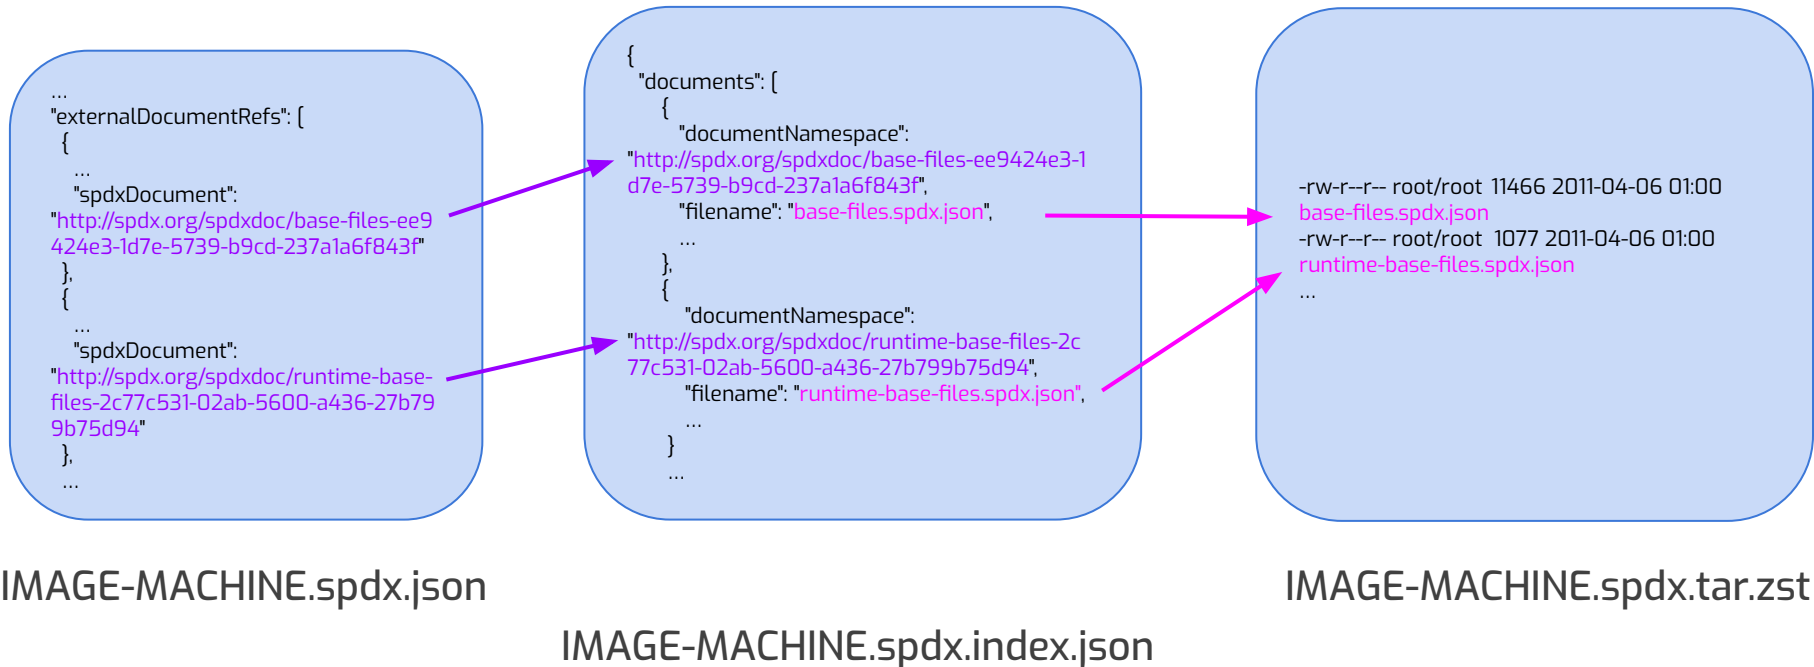 …
"externalDocumentRefs": [
{
…
"spdxDocument":
"http://spdx.org/spdxdoc/base-files-ee9
424e3-1d7e-5739-b9cd-237a1a6f843f"
},
{
…
"spdxDocument":
"http://spdx.org/spdxdoc/runtime-base-
files-2c77c531-02ab-5600-a436-27b79
9b75d94"
},
…
IMAGE-MACHINE.spdx.json
{
"documents": [
{
"documentNamespace":
"http://spdx.org/spdxdoc/base-files-ee9424e3-1
d7e-5739-b9cd-237a1a6f843f",
"filename": "base-files.spdx.json",
…
},
{
"documentNamespace":
"http://spdx.org/spdxdoc/runtime-base-files-2c
77c531-02ab-5600-a436-27b799b75d94",
"filename": "runtime-base-files.spdx.json",
…
}
…
IMAGE-MACHINE.spdx.index.json
-rw-r--r-- root/root 11466 2011-04-06 01:00
base-files.spdx.json
-rw-r--r-- root/root 1077 2011-04-06 01:00
runtime-base-files.spdx.json
…
IMAGE-MACHINE.spdx.tar.zst